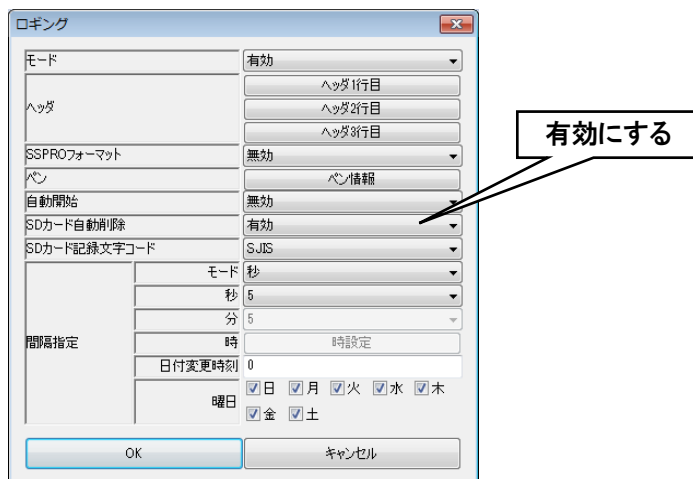 ロギング
モード 有効
ヘッダ ヘッダ1行目
ヘッダ2行目
ヘッダ3行目
有効にする
SSPROフォーマット 無効
ペン ペン情報
自動開始 無効
SDカード自動削除 有効
SDカード記録文字コード SJIS
間隔指定 モード 秒
秒 5
分 5
時 時設定
日付変更時刻 0
曜日 日 月 火 水 木
金 土
OK キャンセル